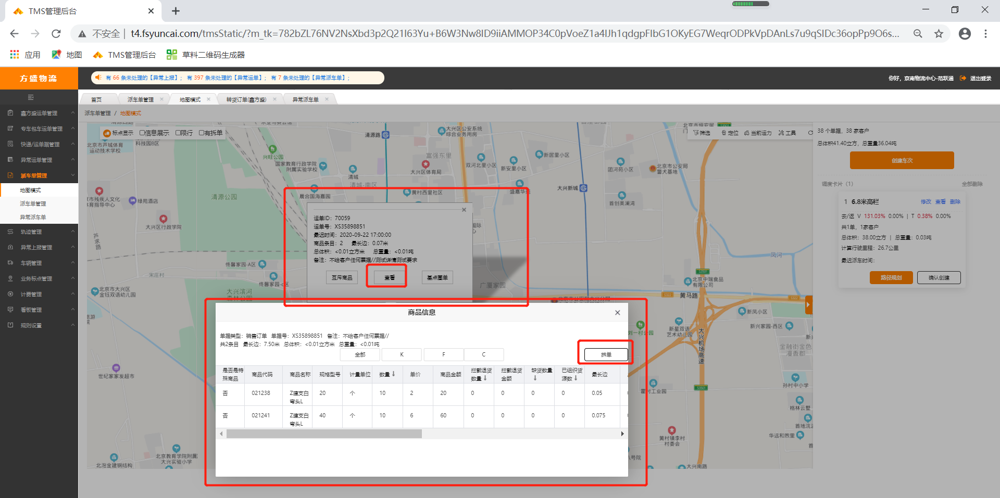 TMS管理后台
不安全 | t4.fsyuncai.com/tmsStatic/?m_tk=782bZL76NV2NsXbd3p2Q21I63Yu+B6W3Nw8ID9iiAMMOP34C0pVoeZ1a4IJh1qdgpFIbG1OKyEG7WeqrODPkVpDAnLs7u9qSIDc36opPp9O6s...
应用 地图 TMS管理后台 草料二维码生成器
方盛物流
有 66 条未处理的【异常上报】； 有 397 条未处理的【异常运单】； 有 7 条未处理的【异常派车单】；
你好，京南物流中心-范跃通 退出登录
首页 派车单管理 地图模式 转货订单(鑫方盛) 异常派车单
派车单管理 / 地图模式
鑫方盛运单管理
专车包车运单管理
快递/运单据管理
异常运单管理
派车单管理
地图模式
派车单管理
异常派车单
轨迹管理
异常上报管理
车辆管理
业务标点管理
计费管理
看板管理
规则设置
标点显示 信息展示 限行 有拆单
筛选 定位 当前运力 工具
北京市芦城体育
运动技术学校
科技园B区
清源路
大兴区公安系统
综合业务用房
兴旺公园
国家教育行政学院
附属实验学校
清城
清城-南区
富强东里
大兴区体育局
双河北里小区
新居里小区
新安里小区
团河苑小区
北京市公安局
警犬基地
大兴新城
首创美澜湾
盛嘉华苑
黄村西里社区
晨合国海嘉园
清源公园
市残疾人文化
体育指导中心
绿苑酒店
大兴区行政学院
芦求路
宋庄村
佟馨家园-A区
佟馨家园-c区
北京市大兴区
金钰双语幼儿园
大兴滨河
森林公园
世纪家家发超市
北泡金建钢结构
北京教育学院附属
大兴实验小学
国际
广厦家园
凤河
S3501
北京中瑞食品
有限公司
黄马路
新凤小区
新兴家园-西区
新星双语
艺术幼儿园
刘一村公园
大兴机场高速
金融街金色
漫香郡
孙村中小学
格林云墅
首地浣溪
华远和煦里
霍村工业园
S3501
黄村镇李村
村委会
八号院
大兴南路
运单ID：70059
运单号：XS35898851
最迟时间：2020-09-22 17:00:00
商品条目：2 最长边：0.07米
总体积：<0.01立方米 总重量：<0.01吨
备注：不给客户任何票据//测试详情测试要求
互斥商品 查看 基点圈单
商品信息
单据类型：销售订单 单据号：XS35898851 备注：不给客户任何票据//
共2条目 最长边：7.50米 总体积：<0.01立方米 总重量：<0.01吨
全部 K F C 拆单
是否是特殊商品 商品代码 商品名称 规格型号 计量单位 数量↓ 单价 商品金额 拦截退货数量↓ 拦截退货金额 缺货数量↓ 已组织货源数↓ 最长边
否 021238 Z建支白弯头L 20 个 10 2 20 0 0 0 0 0.05
否 021241 Z建支白弯头L 40 个 10 6 60 0 0 0 0 0.075
38 个单据，38 家客户
总体积41.40立方，总重量36.04吨
创建车次
调度卡片（1） 全部删除
1 6.8米高栏 修改 查看 删除
去/返 V 131.03% 0.00% | T 0.38% 0.00%
共1单，1家客户
总体积：38.00立方 | 总重量：0.03吨
计算行驶里程：26.7公里
最迟派车时间：
路径规划 确认创建